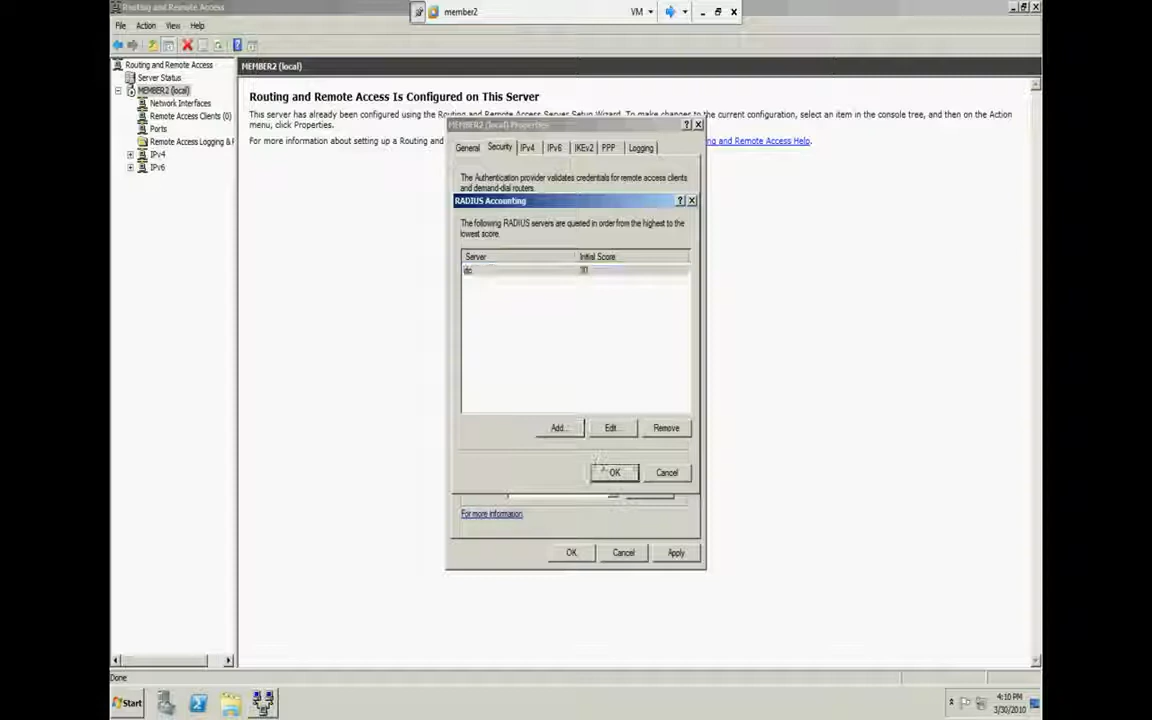 Routing and Remote Access
member2
VM
File Action View Help
Routing and Remote Access
Server Status
MEMBER2 (local)
Network Interfaces
Remote Access Clients (0)
Ports
Remote Access Logging &
IPv4
IPv6
MEMBER2 (local)
Routing and Remote Access Is Configured on This Server
This server has already been configured using the Routing and Remote Access Server Setup Wizard. To make changes to the current configuration, select an item in the console tree, and then on the Action
menu, click Properties.
For more information about setting up a Routing and
ng and Remote Access Help.
MEMBER2 (local) Properties
General Security IPv4 IPv6 IKEv2 PPP Logging
The Authentication provider validates credentials for remote access clients
and demand-dial routers.
RADIUS Accounting
The following RADIUS servers are queried in order from the highest to the
lowest score.
Server Initial Score
dc 30
Add... Edit... Remove
OK Cancel
For more information
OK Cancel Apply
Done
Start
4:10 PM
3/30/2010